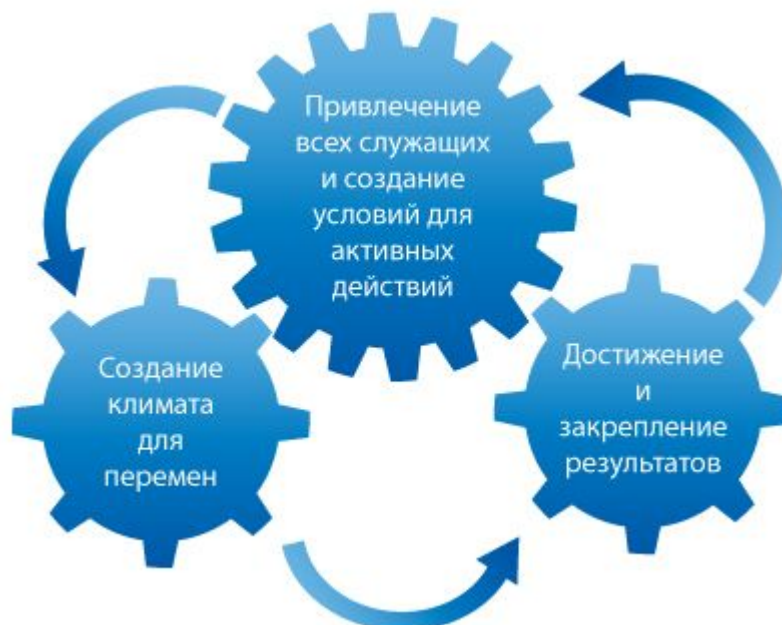 Привлечение
всех служащих
и создание
условий для
активных
действий
Создание
климата
для
перемен
Достижение
и
закрепление
результатов